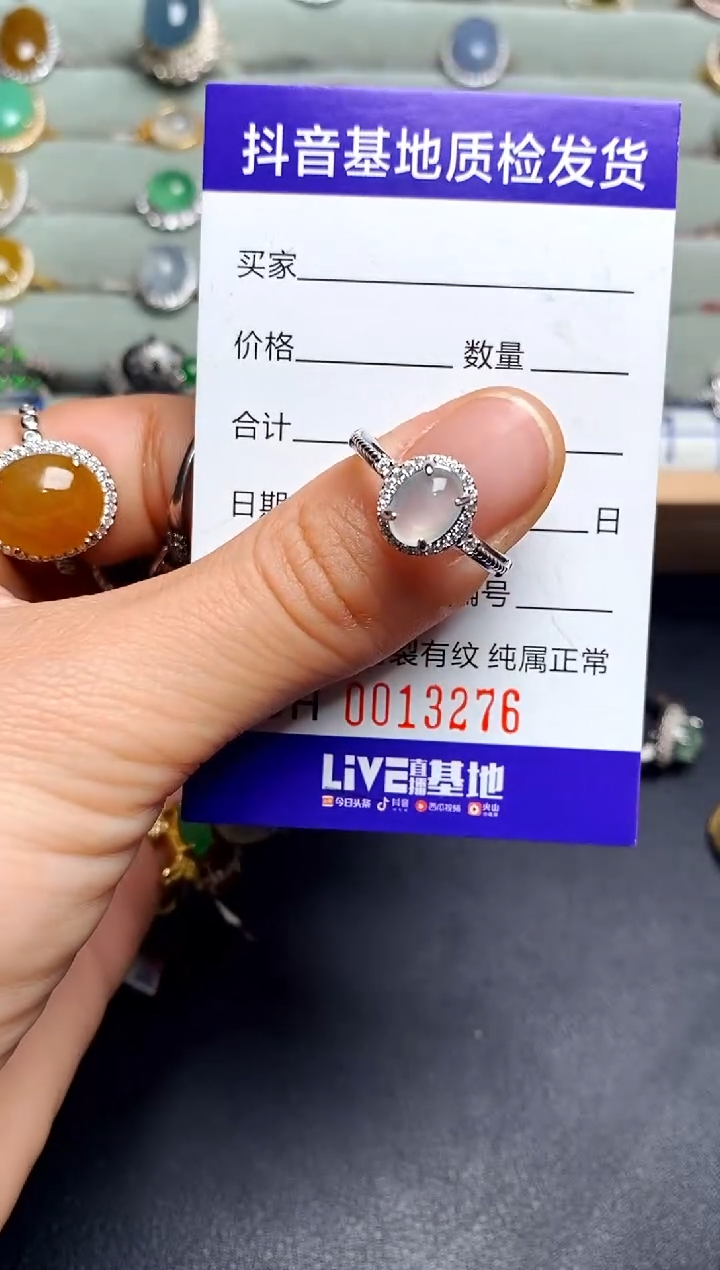 抖音基地质检发货
买家
价格 数量
合计
日期 日
编号
裂有纹 纯属正常
0013276
LIVE直播基地
今日头条 抖音 西瓜视频 火山